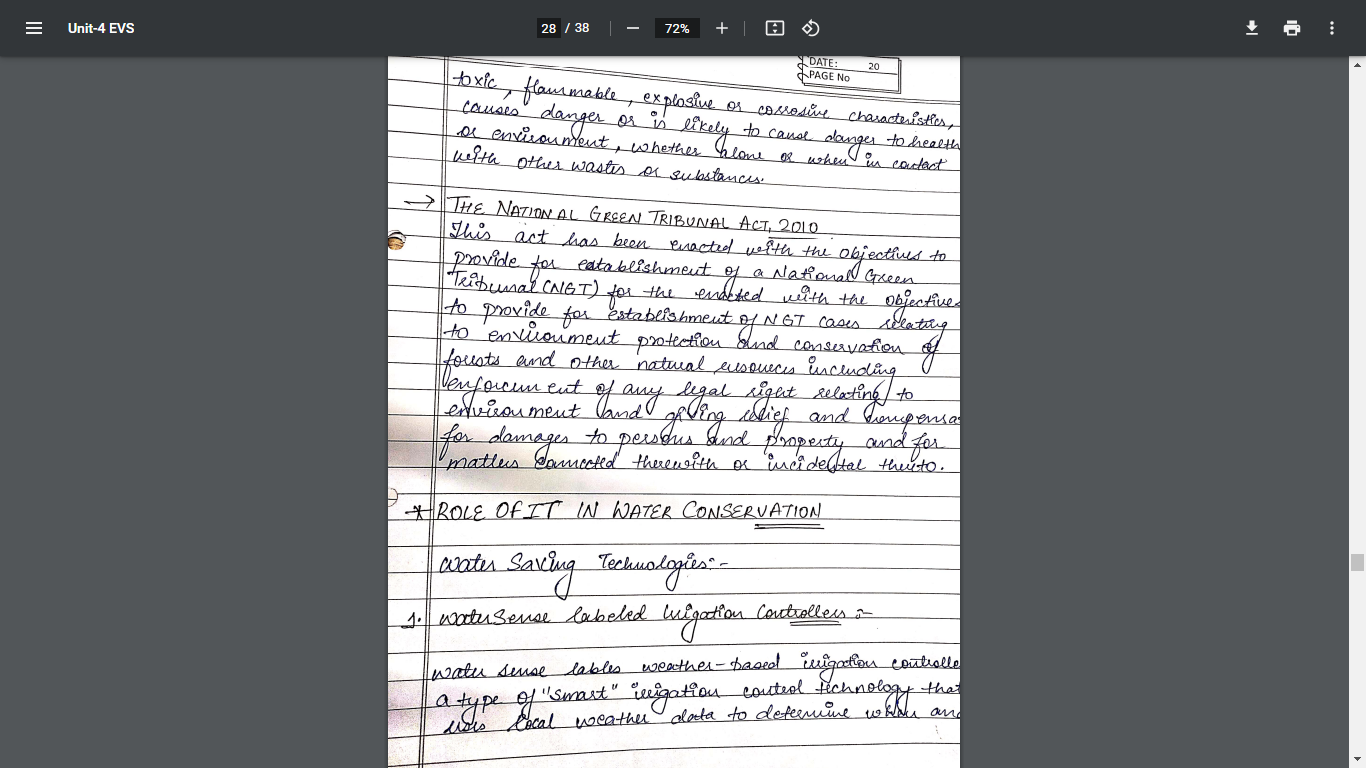 Unit-4 EVS
28 / 38
72%
DATE: 20
PAGE No
toxic, flammable, explosive or corrosive characteristics,
causes danger or is likely to cause danger to health
or environment, whether alone or when in contact
with other wastes or substances.
→ THE NATIONAL GREEN TRIBUNAL ACT, 2010
This act has been enacted with the objectives to
provide for establishment of a National Green
Tribunal (NGT) for the enacted with the objectives
to provide for establishment of NGT cases relating
to environment protection and conservation of
forests and other natural resources including
enforcement of any legal right relating to
environment and giving relief and compensa
for damages to persons and property and for
matters connected therewith or incidental thereto.
* ROLE OF IT IN WATER CONSERVATION
Water Saving Technologies:-
1. WaterSense labeled Irrigation Controllers :-
water sense lables weather-based irrigation controlle
a type of "smart" irrigation control technology that
uses local weather data to determine when and